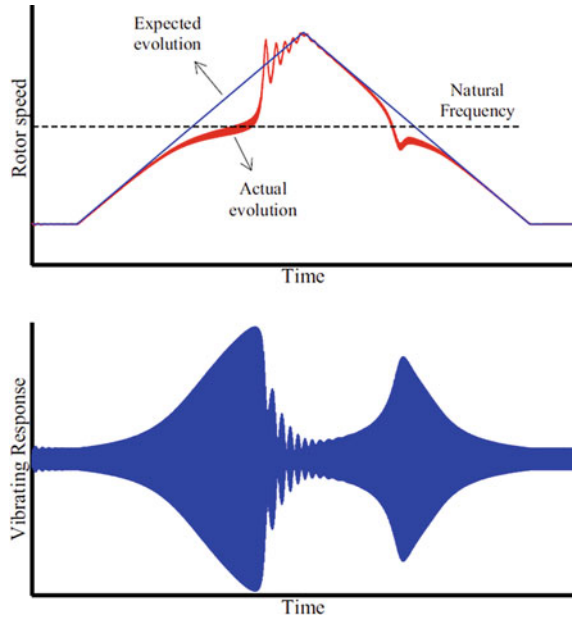 Expected
evolution
Natural
Frequency
Rotor speed
Actual
evolution
Time
Vibrating Response
Time